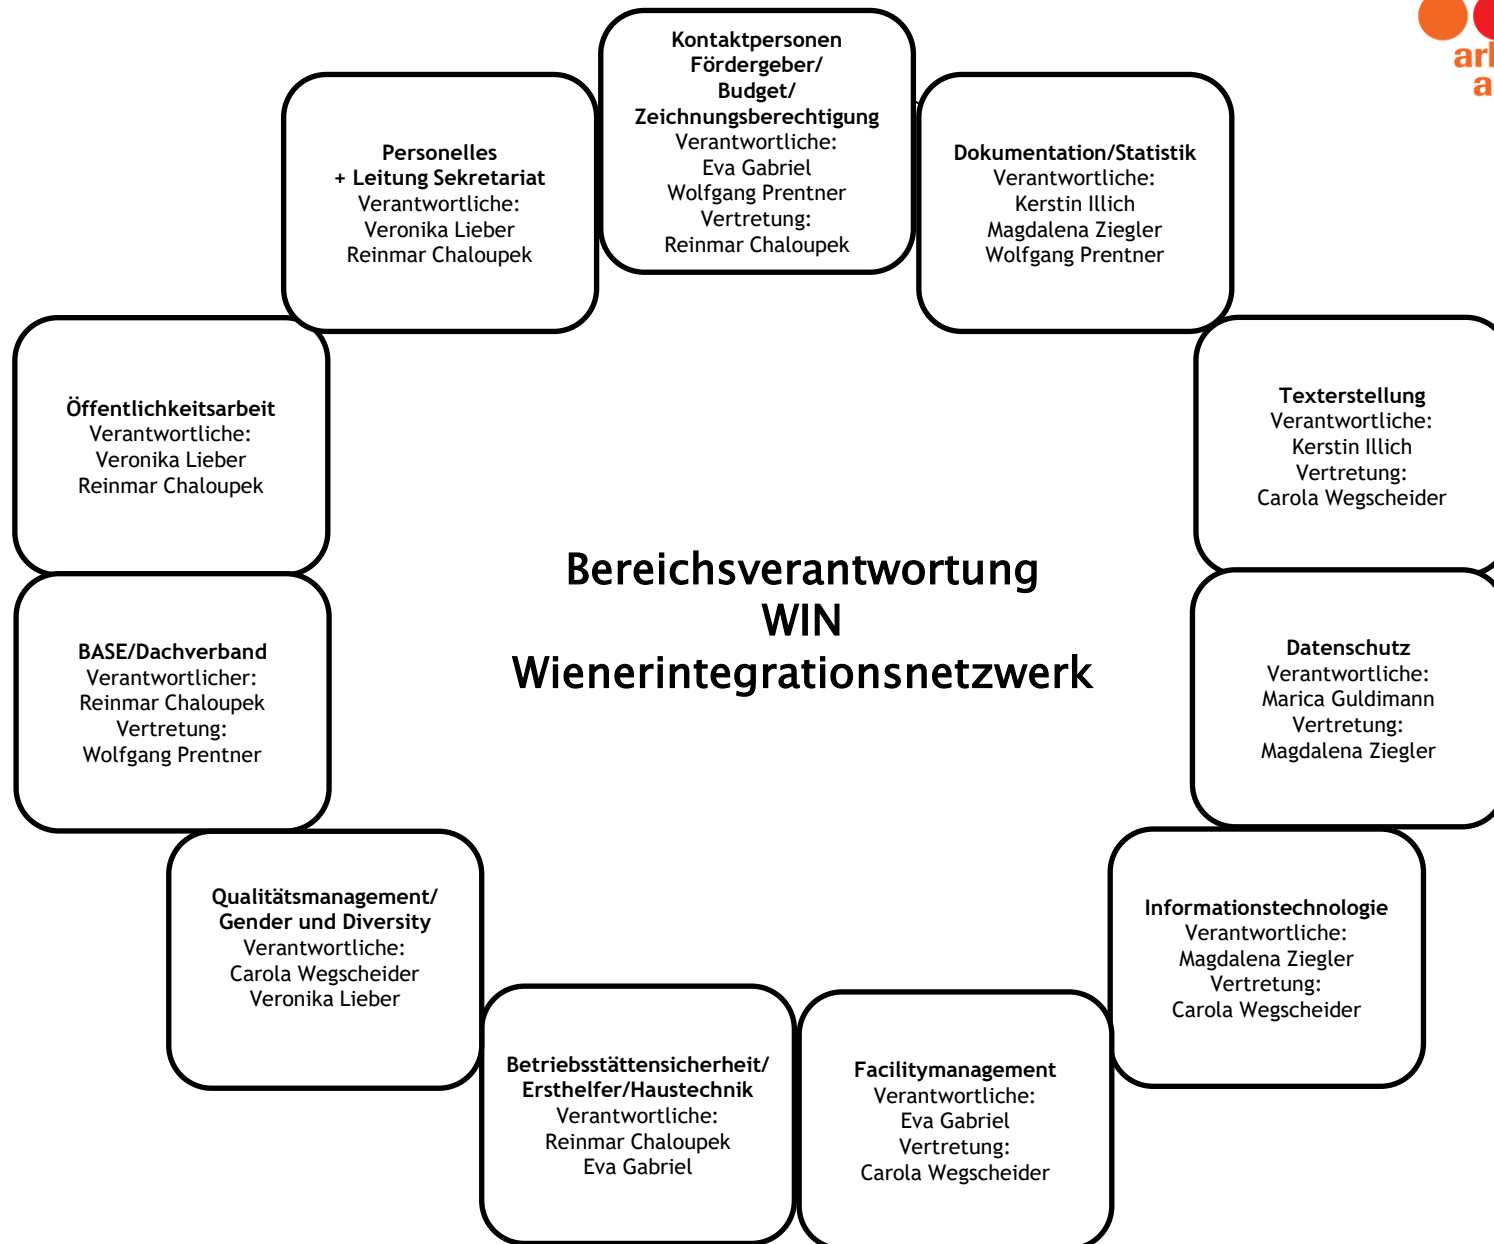 Kontaktpersonen
Fördergeber/
Budget/
Zeichnungsberechtigung
Verantwortliche:
Eva Gabriel
Wolfgang Prentner
Vertretung:
Reinmar Chaloupek
Personelles
+ Leitung Sekretariat
Verantwortliche:
Veronika Lieber
Reinmar Chaloupek
Dokumentation/Statistik
Verantwortliche:
Kerstin Illich
Magdalena Ziegler
Wolfgang Prentner
Öffentlichkeitsarbeit
Verantwortliche:
Veronika Lieber
Reinmar Chaloupek
Texterstellung
Verantwortliche:
Kerstin Illich
Vertretung:
Carola Wegscheider
Bereichsverantwortung
WIN
Wienerintegrationsnetzwerk
BASE/Dachverband
Verantwortlicher:
Reinmar Chaloupek
Vertretung:
Wolfgang Prentner
Datenschutz
Verantwortliche:
Marica Guldimann
Vertretung:
Magdalena Ziegler
Qualitätsmanagement/
Gender und Diversity
Verantwortliche:
Carola Wegscheider
Veronika Lieber
Informationstechnologie
Verantwortliche:
Magdalena Ziegler
Vertretung:
Carola Wegscheider
Betriebsstättensicherheit/
Ersthelfer/Haustechnik
Verantwortliche:
Reinmar Chaloupek
Eva Gabriel
Facilitymanagement
Verantwortliche:
Eva Gabriel
Vertretung:
Carola Wegscheider